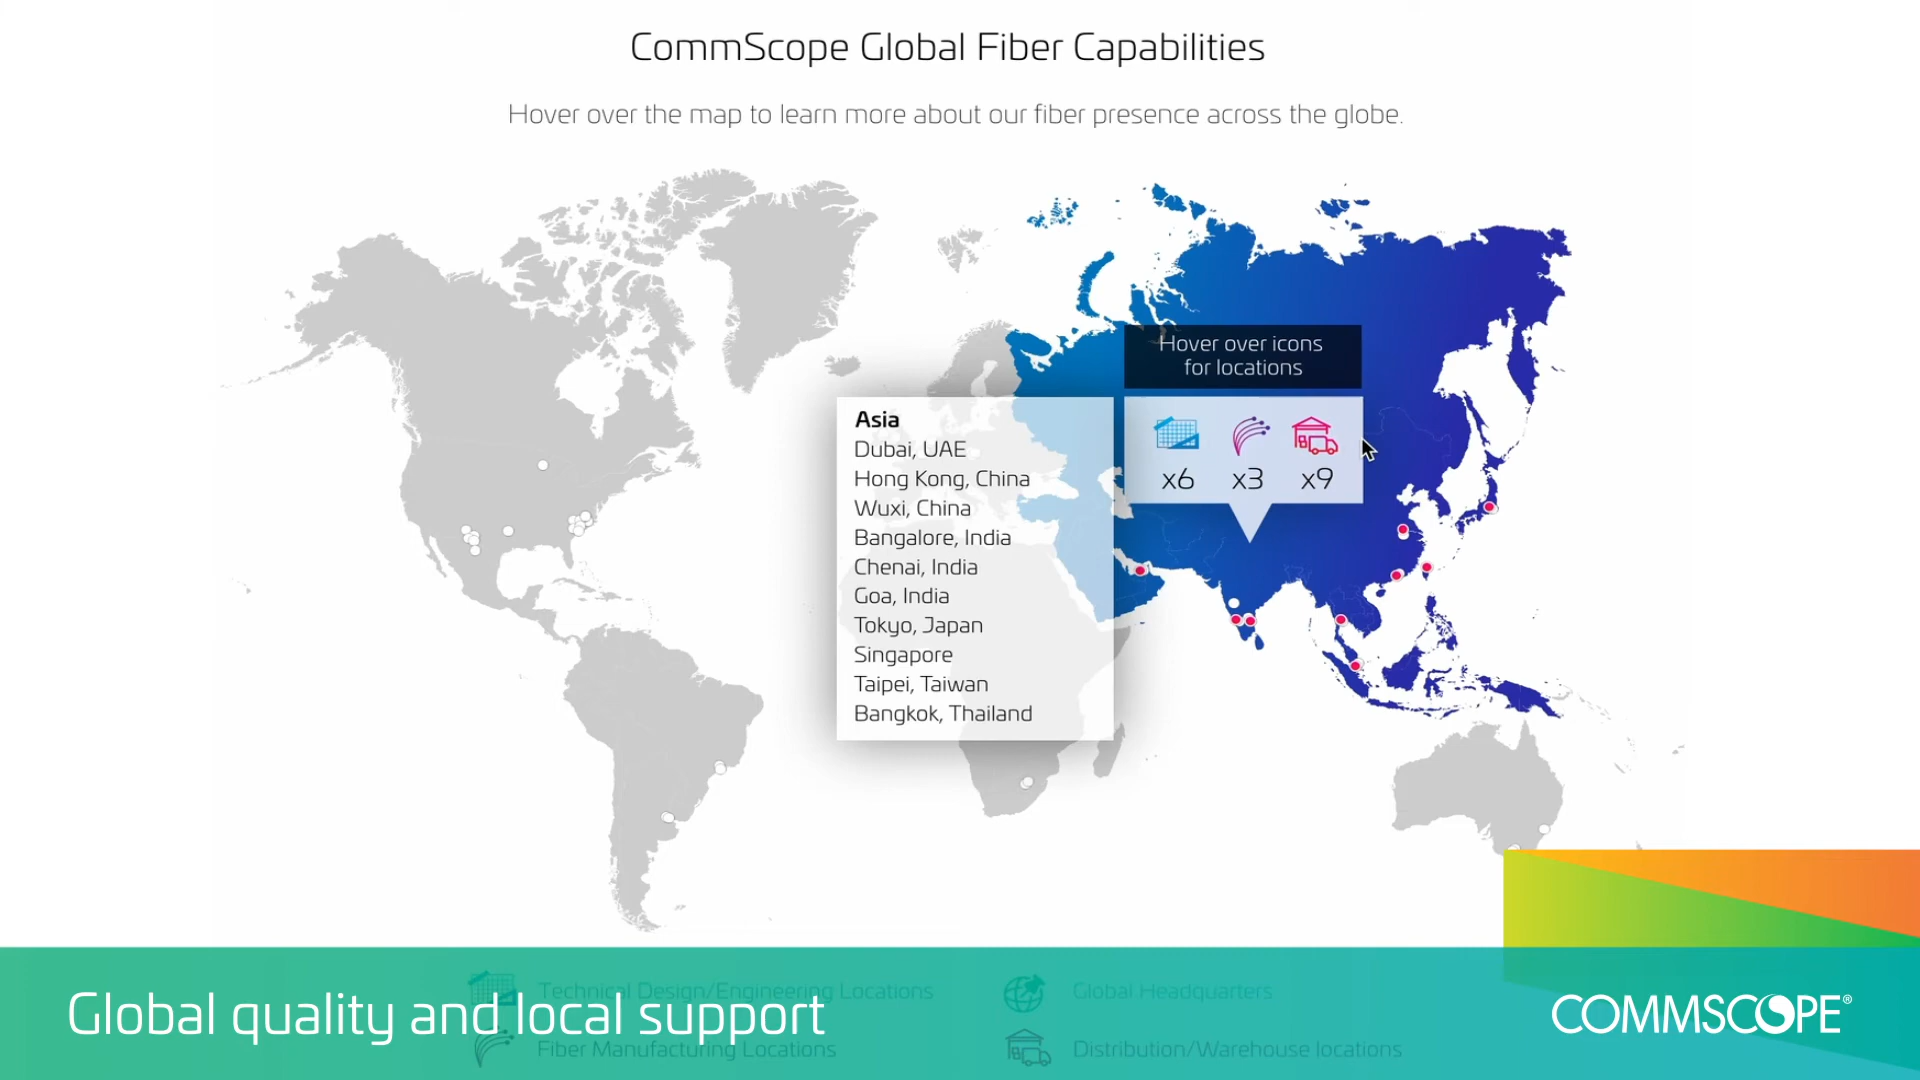 CommScope Global Fiber Capabilities
Hover over the map to learn more about our fiber presence across the globe.
Hover over icons
for locations
x6 x3 x9
Asia
Dubai, UAE
Hong Kong, China
Wuxi, China
Bangalore, India
Chenai, India
Goa, India
Tokyo, Japan
Singapore
Taipei, Taiwan
Bangkok, Thailand
Technical Design/Engineering Locations
Global Headquarters
Global quality and local support
COMMSCOPE®
Fiber Manufacturing Locations
Distribution/Warehouse locations